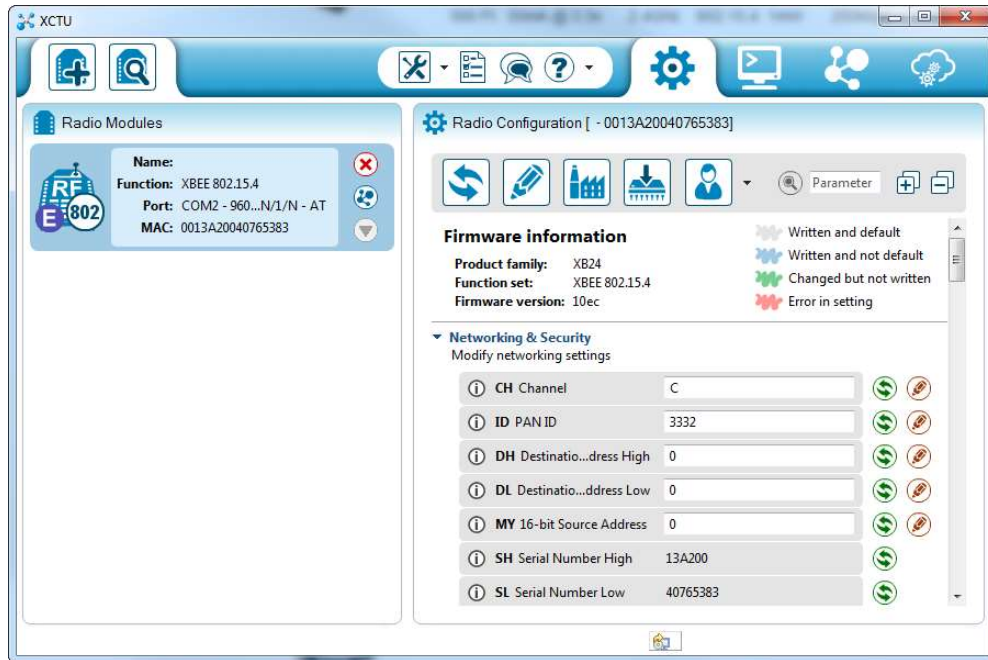 XCTU
Radio Modules
RF
E
802
Name:
Function: XBEE 802.15.4
Port: COM2 - 960...N/1/N - AT
MAC: 0013A20040765383
Radio Configuration [ - 0013A20040765383]
Parameter
Firmware information
Product family: XB24
Function set: XBEE 802.15.4
Firmware version: 10ec
Written and default
Written and not default
Changed but not written
Error in setting
Networking & Security
Modify networking settings
CH Channel C
ID PAN ID 3332
DH Destinatio...dress High 0
DL Destinatio...ddress Low 0
MY 16-bit Source Address 0
SH Serial Number High 13A200
SL Serial Number Low 40765383